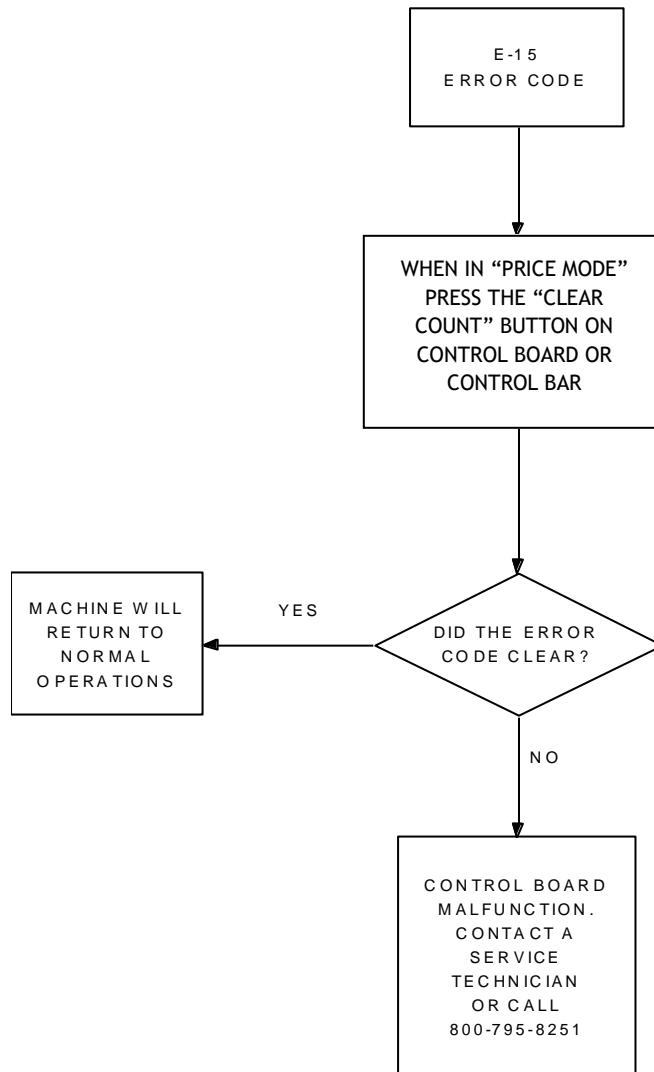 E-15
ERROR CODE
WHEN IN “PRICE MODE”
PRESS THE “CLEAR
COUNT” BUTTON ON
CONTROL BOARD OR
CONTROL BAR
DID THE ERROR
CODE CLEAR?
YES
MACHINE WILL
RETURN TO
NORMAL
OPERATIONS
NO
CONTROL BOARD
MALFUNCTION.
CONTACT A
SERVICE
TECHNICIAN
OR CALL
800-795-8251